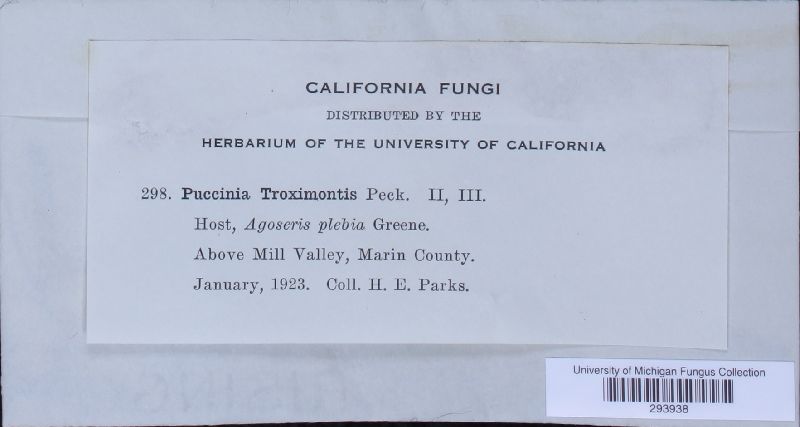 CALIFORNIA FUNGI
DISTRIBUTED BY THE
HERBARIUM OF THE UNIVERSITY OF CALIFORNIA
298. Puccinia Troximontis Peck. II, III.
Host, Agoseris plebia Greene.
Above Mill Valley, Marin County.
January, 1923. Coll. H. E. Parks.
University of Michigan Fungus Collection
293938